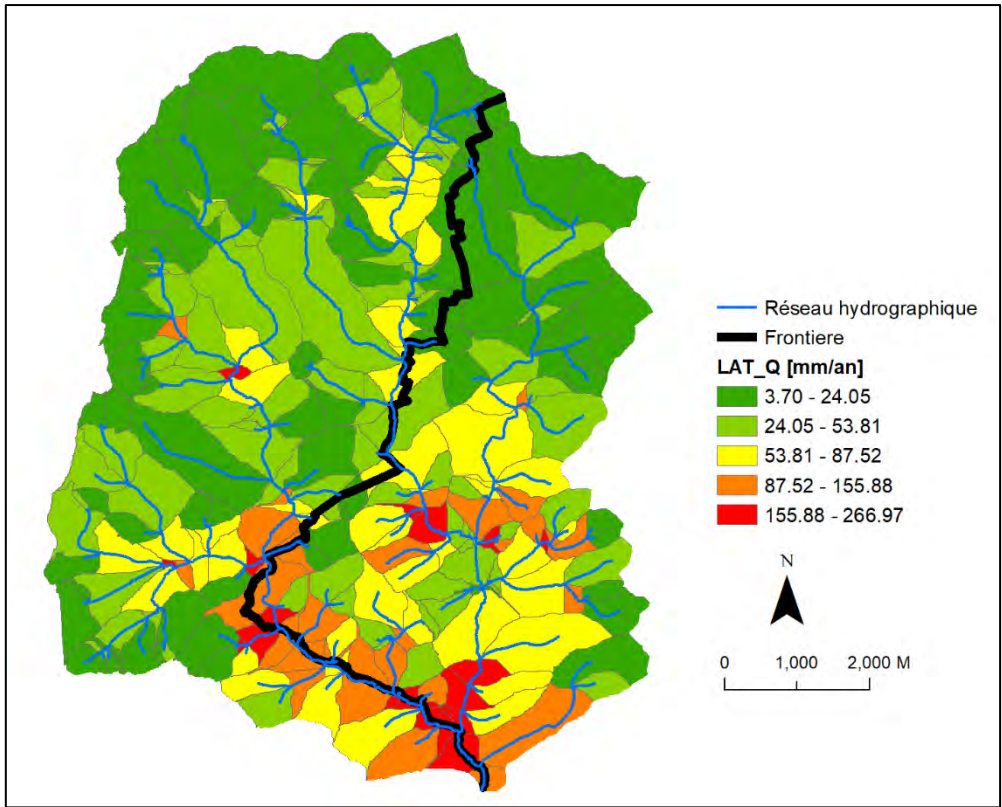 Réseau hydrographique
Frontiere
LAT_Q [mm/an]
3.70 - 24.05
24.05 - 53.81
53.81 - 87.52
87.52 - 155.88
155.88 - 266.97
N
0 1,000 2,000 M